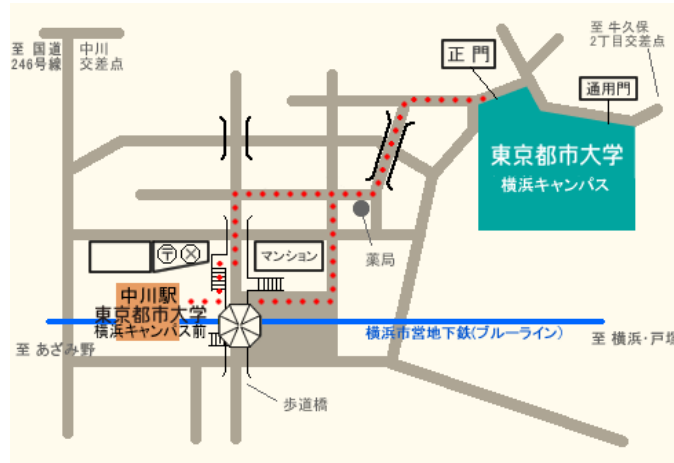 至 国道
246号線
中川
交差点
至 牛久保
2丁目交差点
正門
通用門
東京都市大学
横浜キャンパス
薬局
〒
マンション
中川駅
東京都市大学
横浜キャンパス前
横浜市営地下鉄(ブルーライン)
至 あざみ野
至 横浜・戸塚
歩道橋